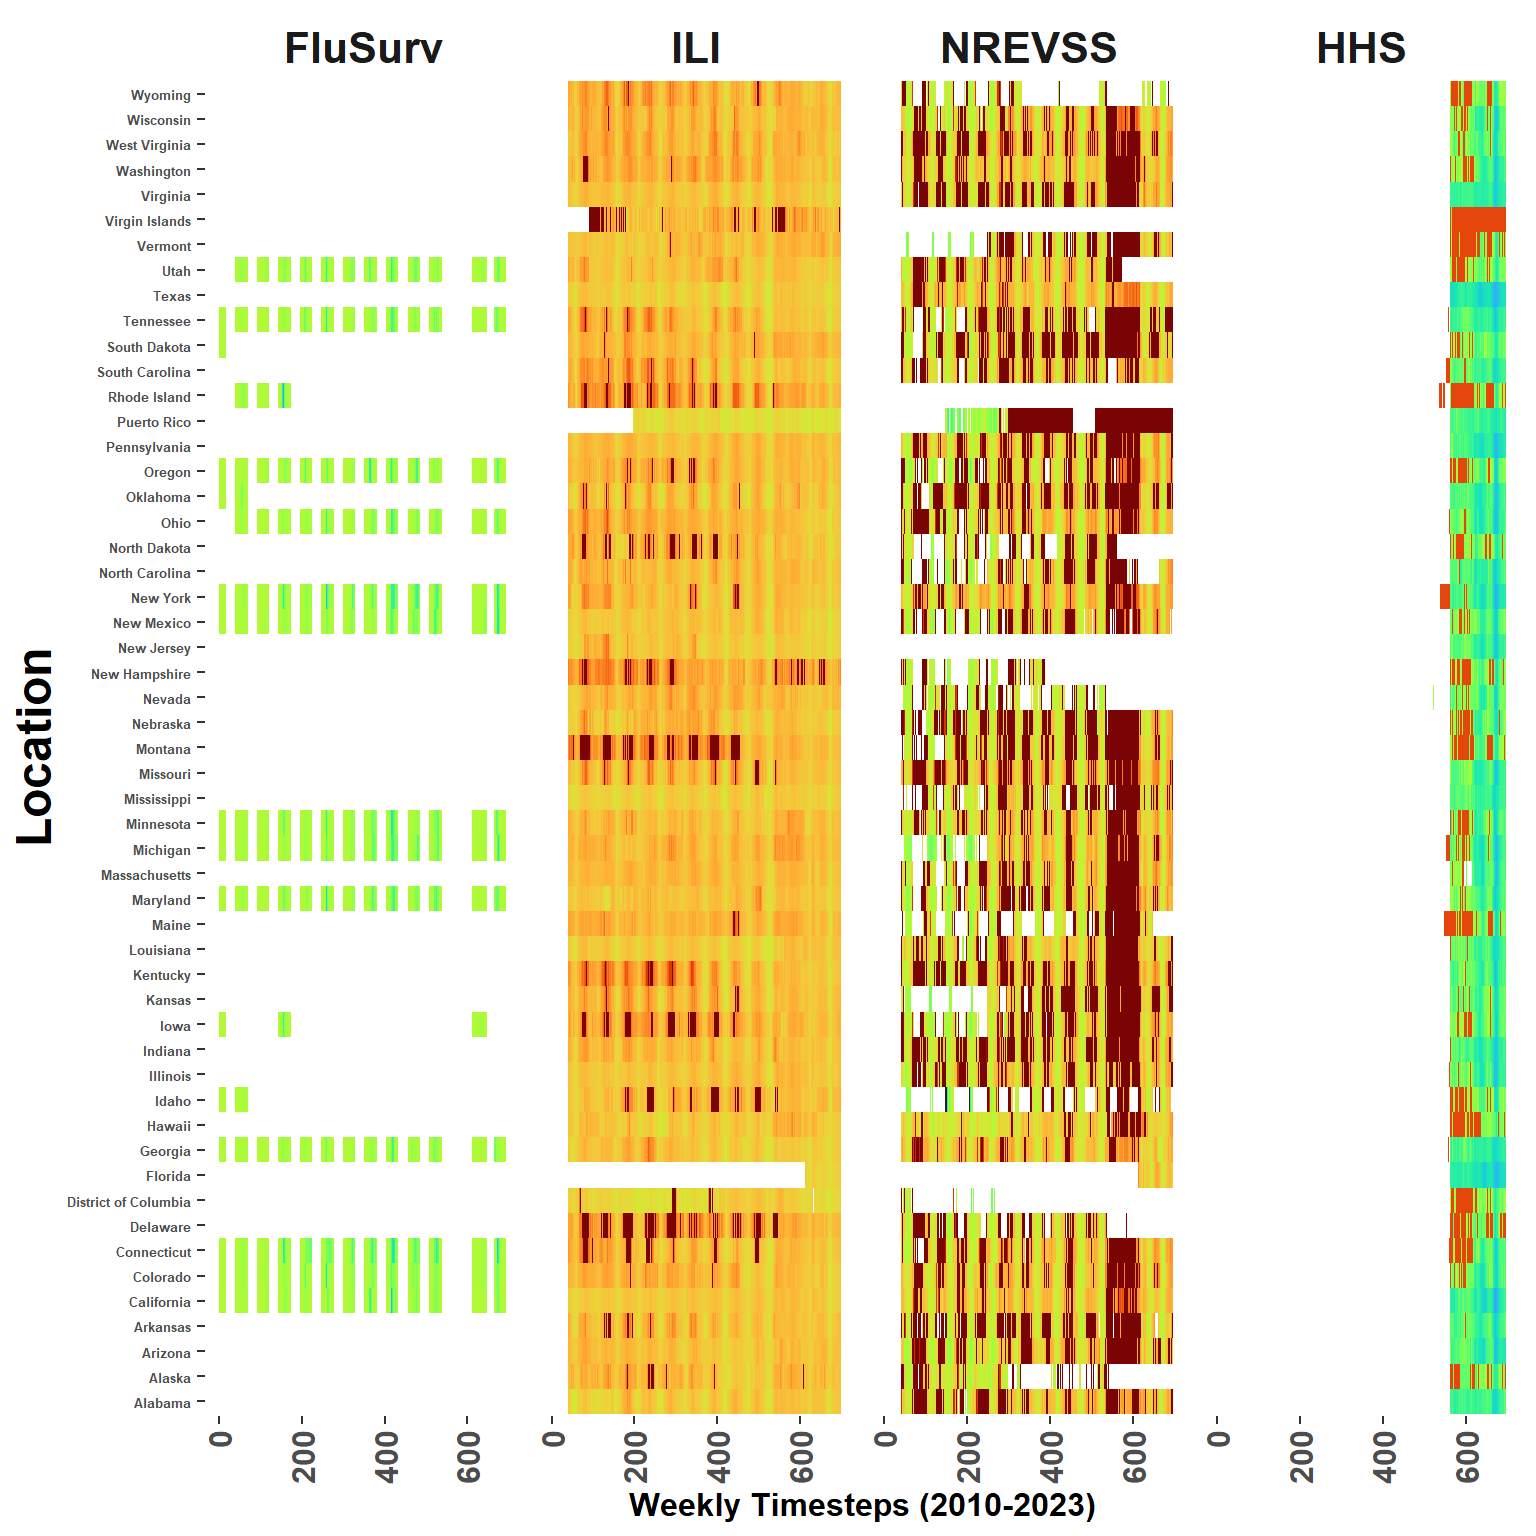 FluSurv ILI NREVSS HHS
Wyoming
Wisconsin
West Virginia
Washington
Virginia
Virgin Islands
Vermont
Utah
Texas
Tennessee
South Dakota
South Carolina
Rhode Island
Puerto Rico
Pennsylvania
Oregon
Oklahoma
Ohio
North Dakota
North Carolina
New York
New Mexico
New Jersey
New Hampshire
Nevada
Nebraska
Montana
Missouri
Mississippi
Minnesota
Michigan
Massachusetts
Maryland
Maine
Louisiana
Kentucky
Kansas
Iowa
Indiana
Illinois
Idaho
Hawaii
Georgia
Florida
District of Columbia
Delaware
Connecticut
Colorado
California
Arkansas
Arizona
Alaska
Alabama
Location
0 200 400 600 0 200 400 600 0 200 400 600 0 200 400 600
Weekly Timesteps (2010-2023)